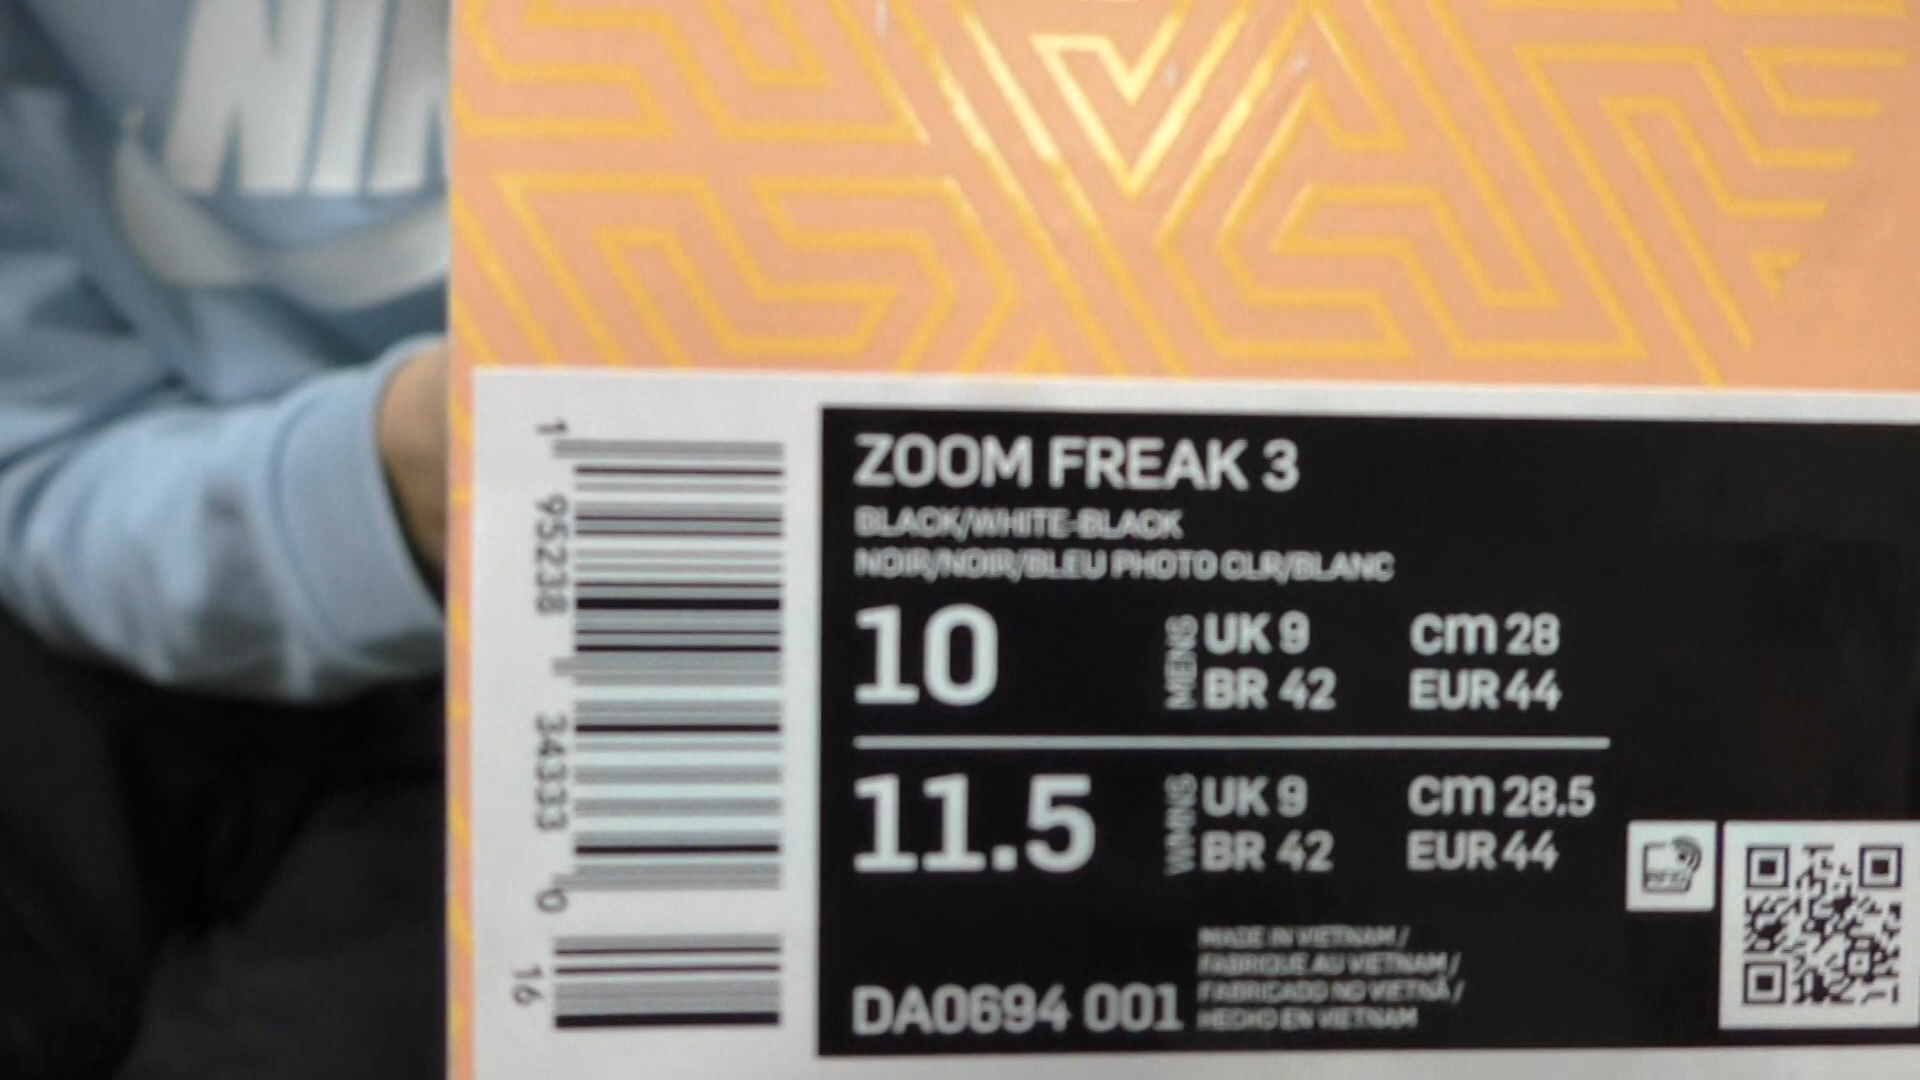 NIK
ZOOM FREAK 3
BLACK/WHITE-BLACK
NOIR/NOIR/BLEU PHOTO CLR/BLANC
10
MENS
UK 9
cm 28
BR 42
EUR 44
11.5
WMNS
UK 9
cm 28.5
BR 42
EUR 44
MADE IN VIETNAM /
FABRIQUE AU VIETNAM /
FABRICADO NO VIETNÃ /
HECHO EN VIETNAM
DA0694 001
1 95238 34333 0
16